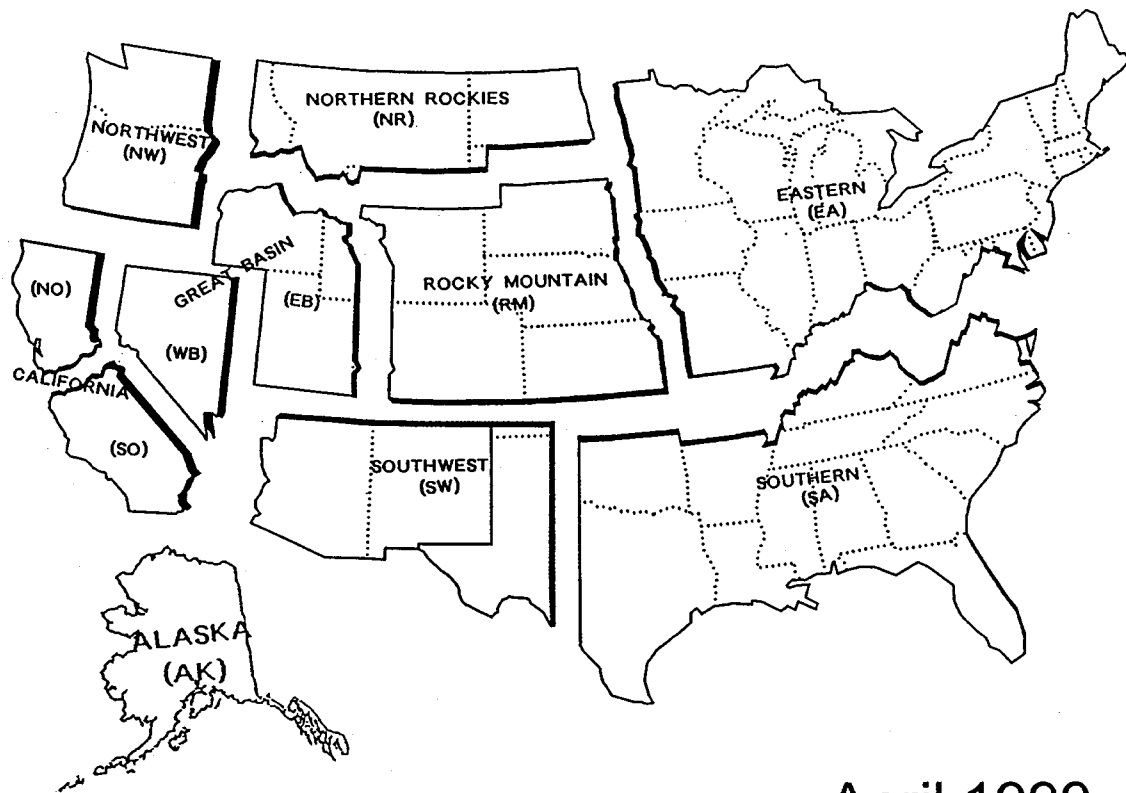 NORTHERN ROCKIES
(NR)
NORTHWEST
(NW)
EASTERN
(EA)
GREAT BASIN
ROCKY MOUNTAIN
(RM)
(NO)
(EB)
(WB)
CALIFORNIA
(SO)
SOUTHWEST
(SW)
SOUTHERN
(SA)
ALASKA
(AK)